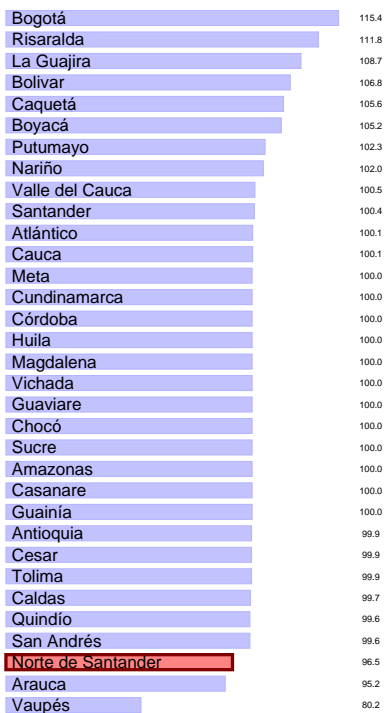 Bogotá 115.4
Risaralda 111.8
La Guajira 108.7
Bolivar 106.8
Caquetá 105.6
Boyacá 105.2
Putumayo 102.3
Nariño 102.0
Valle del Cauca 100.5
Santander 100.4
Atlántico 100.1
Cauca 100.1
Meta 100.0
Cundinamarca 100.0
Córdoba 100.0
Huila 100.0
Magdalena 100.0
Vichada 100.0
Guaviare 100.0
Chocó 100.0
Sucre 100.0
Amazonas 100.0
Casanare 100.0
Guainía 100.0
Antioquia 99.9
Cesar 99.9
Tolima 99.9
Caldas 99.7
Quindío 99.6
San Andrés 99.6
Norte de Santander 96.5
Arauca 95.2
Vaupés 80.2